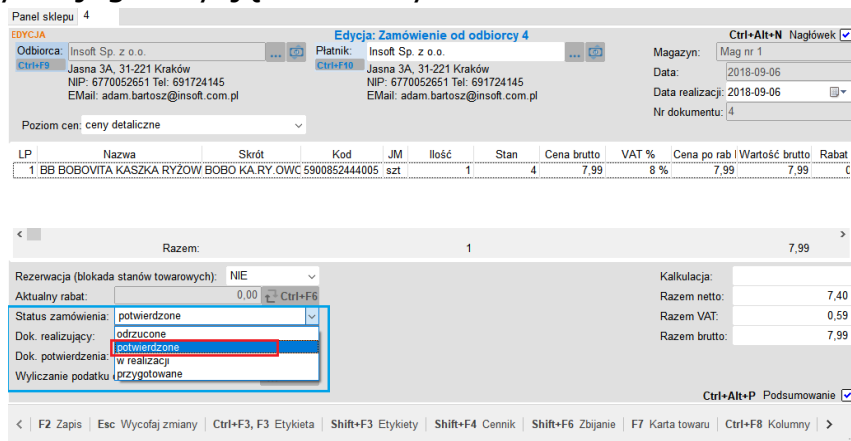 Panel sklepu 4
EDYCJA
Edycja: Zamówienie od odbiorcy 4
Ctrl+Alt+N Nagłówek
Odbiorca: Insoft Sp. z o.o. ...
Płatnik: Insoft Sp. z o.o. ...
Magazyn: Mag nr 1
Ctrl+F9 Jasna 3A, 31-221 Kraków
NIP: 6770052651 Tel: 691724145
EMail: adam.bartosz@insoft.com.pl
Ctrl+F10 Jasna 3A, 31-221 Kraków
NIP: 6770052651 Tel: 691724145
EMail: adam.bartosz@insoft.com.pl
Data: 2018-09-06
Data realizacji: 2018-09-06
Nr dokumentu: 4
Poziom cen: ceny detaliczne
LP Nazwa Skrót Kod JM Ilość Stan Cena brutto VAT % Cena po rab Wartość brutto Rabat
1 BB BOBOVITA KASZKA RYŻOW BOBO KA.RY.OWC 5900852444005 szt 1 4 7,99 8 % 7,99 7,99 0
Razem: 1 7,99
Rezerwacja (blokada stanów towarowych): NIE
Kalkulacja:
Aktualny rabat: 0,00 Ctrl+F6
Razem netto: 7,40
Status zamówienia: potwierdzone
Razem VAT: 0,59
Dok. realizujący: odrzucone
Razem brutto: 7,99
potwierdzone
Dok. potwierdzenia: w realizacji
Wyliczanie podatku przygotowane
Ctrl+Alt+P Podsumowanie
< F2 Zapis Esc Wycofaj zmiany Ctrl+F3, F3 Etykieta Shift+F3 Etykiety Shift+F4 Cennik Shift+F6 Zbijanie F7 Karta towaru Ctrl+F8 Kolumny >